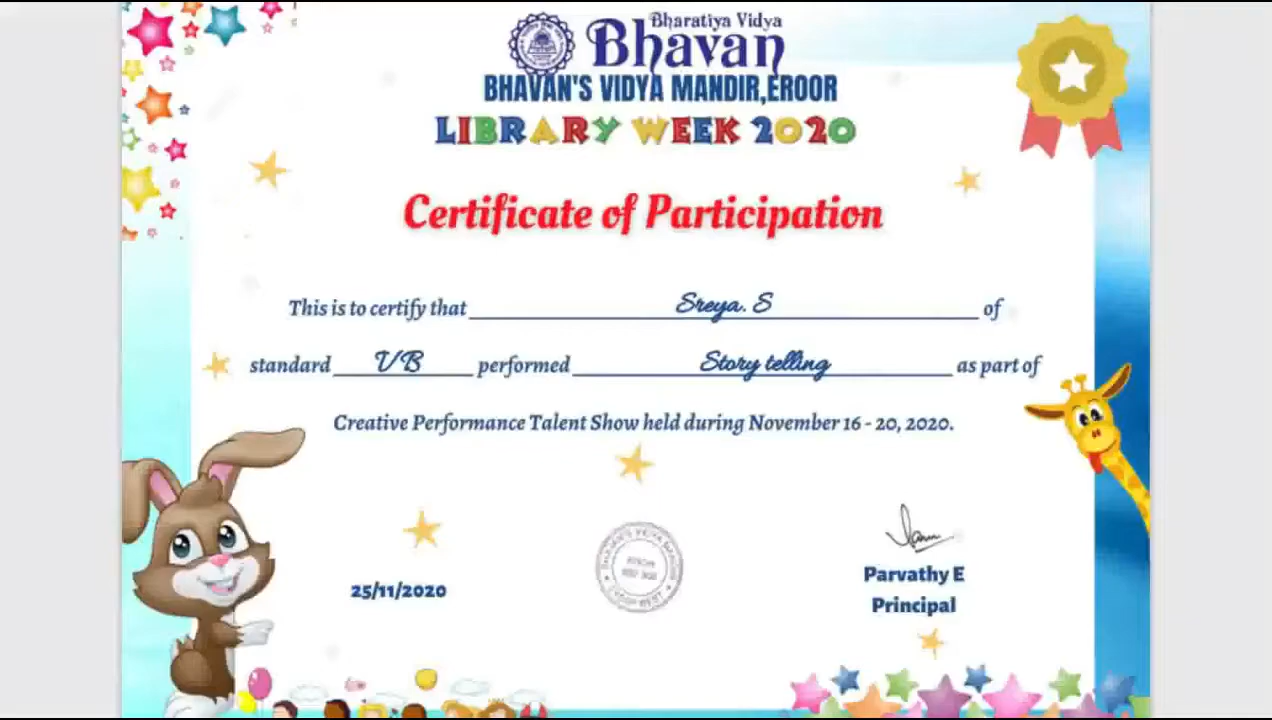 Bharatiya Vidya
Bhavan
BHAVAN'S VIDYA MANDIR,EROOR
LIBRARY WEEK 2020
Certificate of Participation
This is to certify that Sreya. S of
standard VB performed Story telling as part of
Creative Performance Talent Show held during November 16 - 20, 2020.
25/11/2020
Parvathy E
Principal